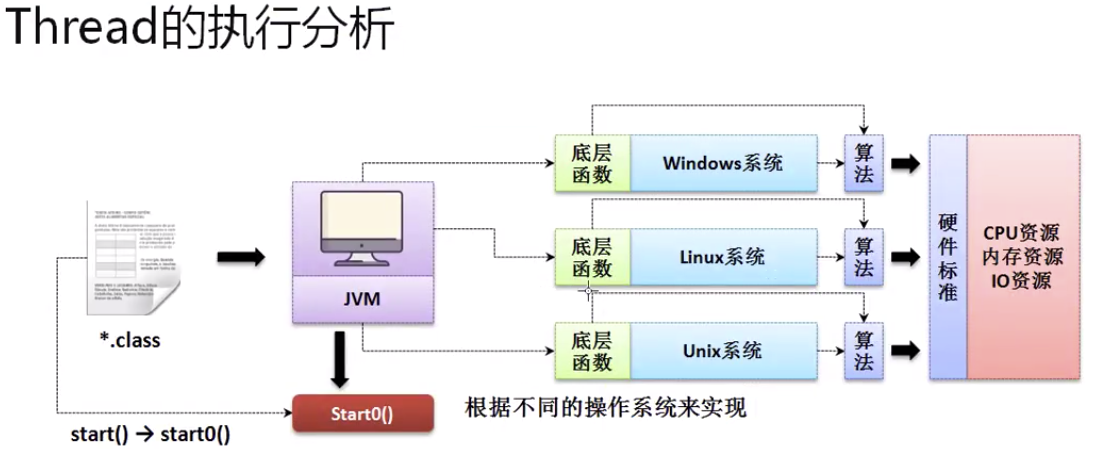 Thread的执行分析
*.class
start() → start0()
JVM
Start0()
底层
函数
Windows系统
算
法
底层
函数
Linux系统
算
法
底层
函数
Unix系统
算
法
根据不同的操作系统来实现
硬
件
标
准
CPU资源
内存资源
IO资源